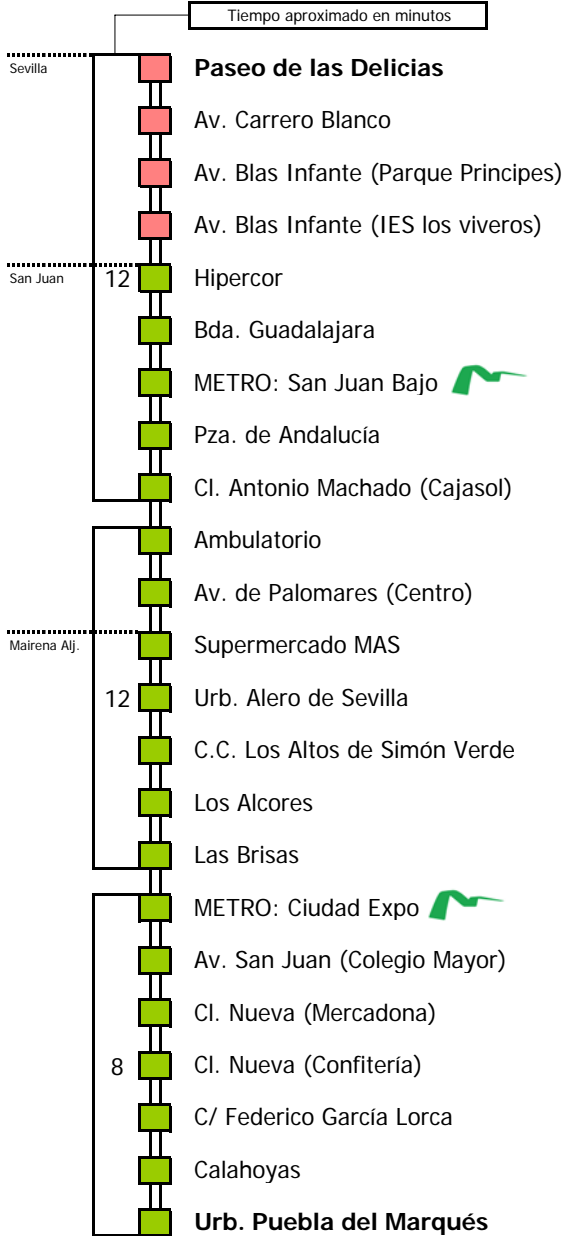 Tiempo aproximado en minutos
Sevilla
Paseo de las Delicias
Av. Carrero Blanco
Av. Blas Infante (Parque Principes)
Av. Blas Infante (IES los viveros)
San Juan
12
Hipercor
Bda. Guadalajara
METRO: San Juan Bajo
Pza. de Andalucía
Cl. Antonio Machado (Cajasol)
Ambulatorio
Av. de Palomares (Centro)
Mairena Alj.
Supermercado MAS
12
Urb. Alero de Sevilla
C.C. Los Altos de Simón Verde
Los Alcores
Las Brisas
METRO: Ciudad Expo
Av. San Juan (Colegio Mayor)
Cl. Nueva (Mercadona)
8
Cl. Nueva (Confitería)
C/ Federico García Lorca
Calahoyas
Urb. Puebla del Marqués